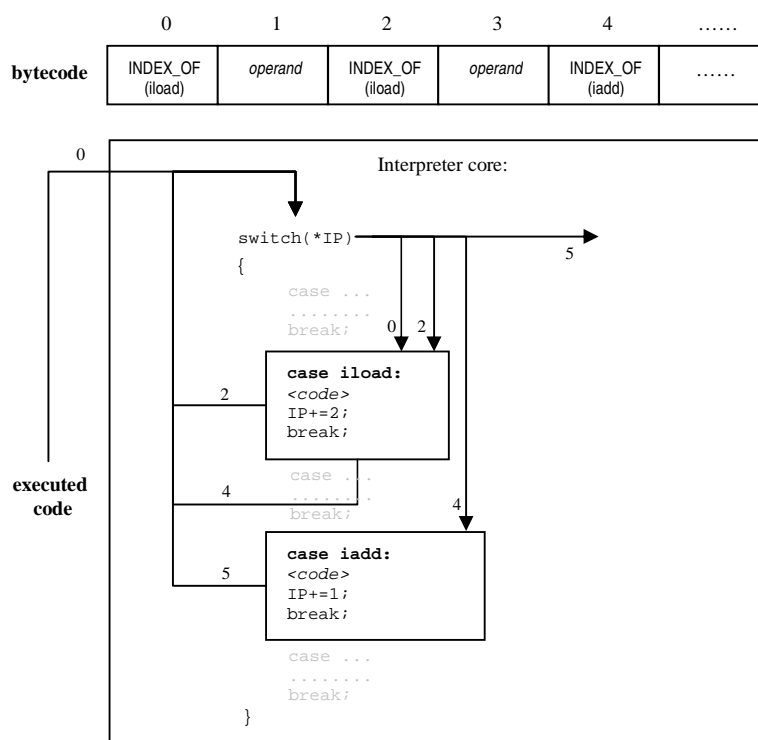 0 1 2 3 4 ......
bytecode
INDEX_OF (iload)
operand
INDEX_OF (iload)
operand
INDEX_OF (iadd)
......
0
Interpreter core:
switch(*IP)
5
{
case ...
........
break;
0 2
case iload:
2
<code>
IP+=2;
break;
case ...
executed code
4
........
break;
4
case iadd:
5
<code>
IP+=1;
break;
case ...
........
break;
}